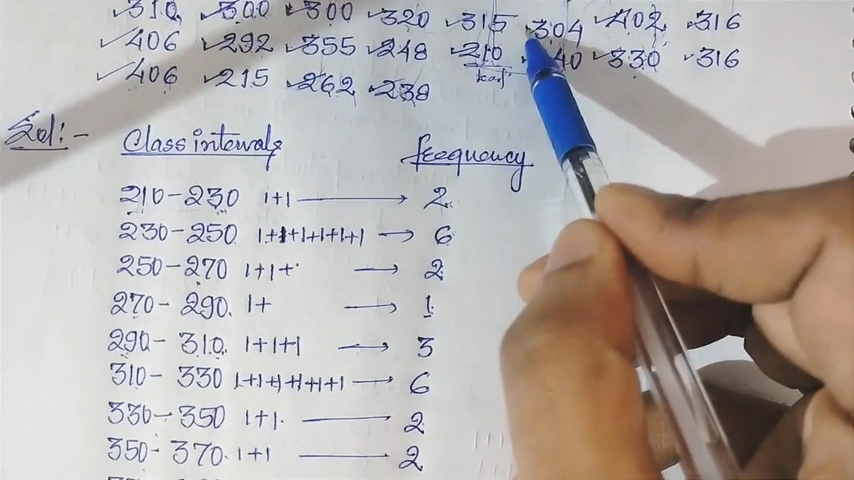 310, 300 300 320 315 304 402 316
406 292 355 248 210 40 330 316
406 215 262 238
Sol:- Class intervals frequency
210-230 1+1 → 2
230-250 1+1+1+1+1+1 → 6
250-270 1+1+ → 2
270-290. 1+ → 1
290-310. 1+1+1 → 3
310-330 1+1+1+1+1+1 → 6
330-350 1+1. → 2
350-370. 1+1 → 2